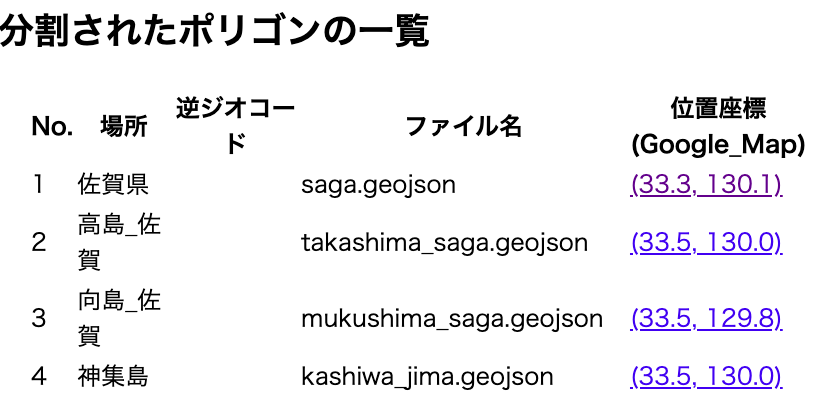 分割されたポリゴンの一覧
No. 場所 逆ジオコード ファイル名 位置座標(Google_Map)
1 佐賀県 saga.geojson (33.3, 130.1)
2 高島_佐賀 takashima_saga.geojson (33.5, 130.0)
3 向島_佐賀 mukushima_saga.geojson (33.5, 129.8)
4 神集島 kashiwa_jima.geojson (33.5, 130.0)